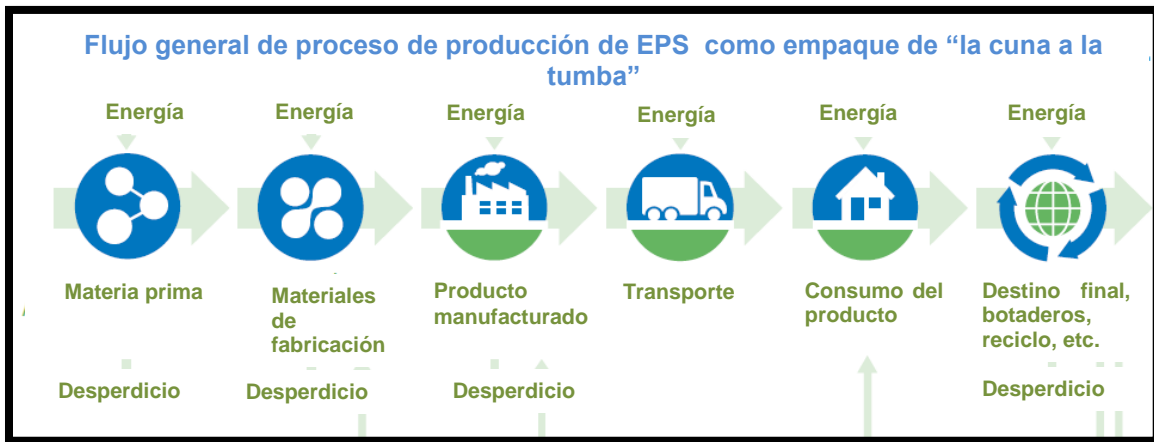 Flujo general de proceso de producción de EPS como empaque de “la cuna a la
tumba”
Energía Energía Energía Energía Energía Energía
Materia prima
Materiales
de
fabricación
Producto
manufacturado
Transporte
Consumo del
producto
Destino final,
botaderos,
reciclo, etc.
Desperdicio Desperdicio Desperdicio Desperdicio